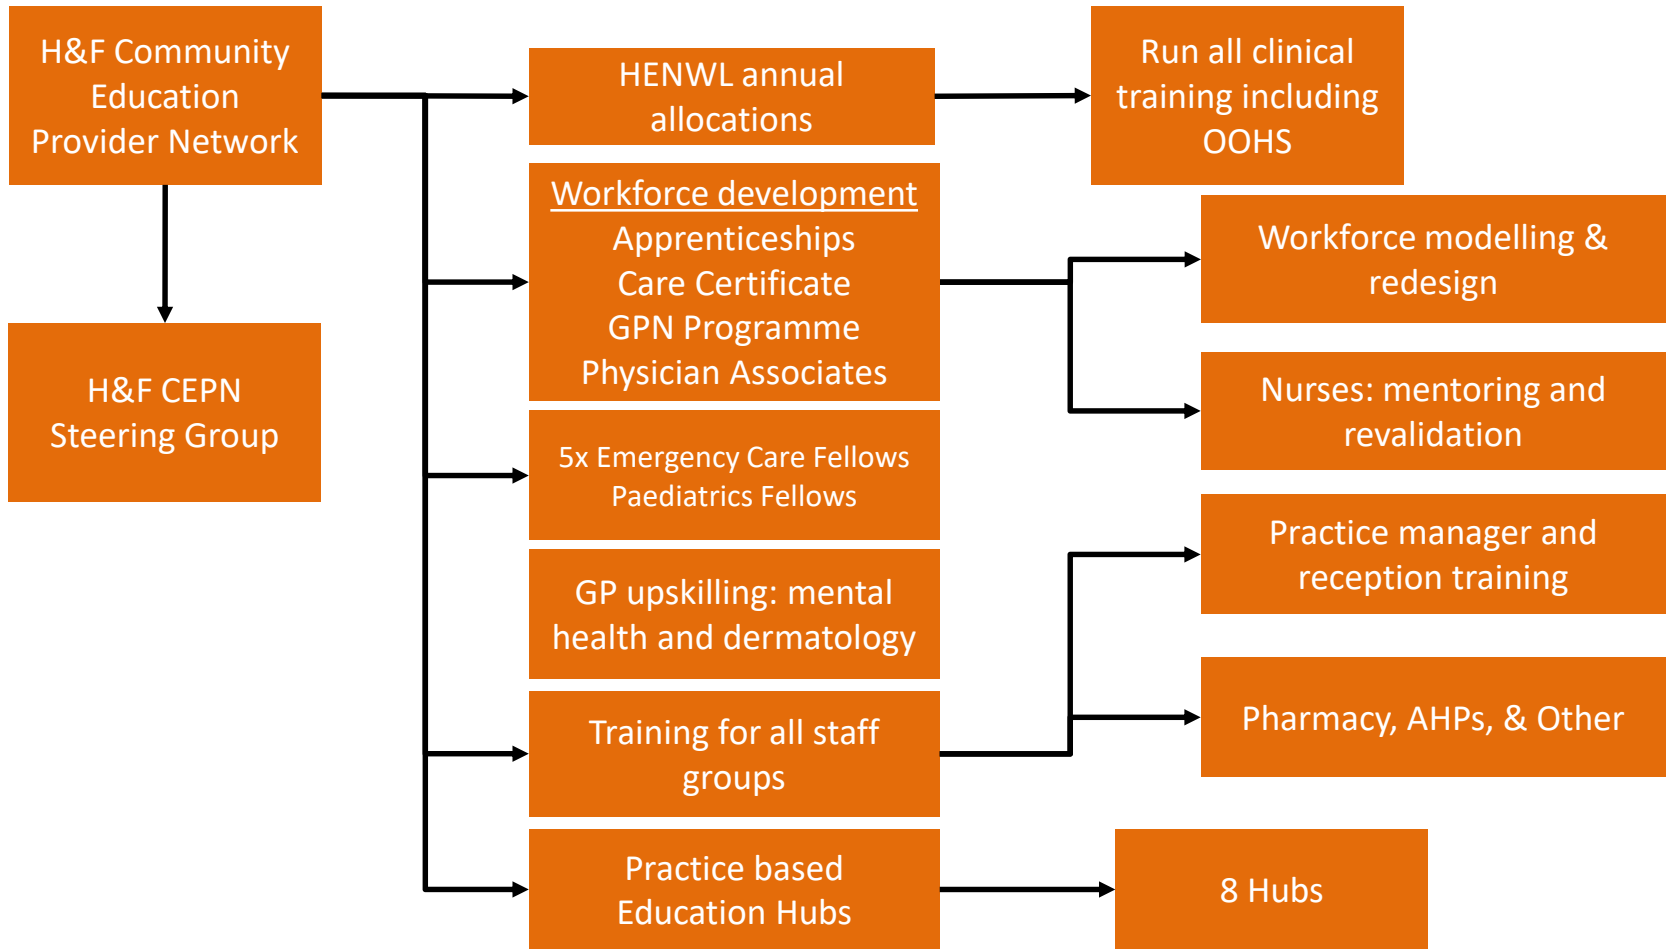 H&F Community
Education
Provider Network
H&F CEPN
Steering Group
HENWL annual
allocations
Run all clinical
training including
OOHS
Workforce development
Apprenticeships
Care Certificate
GPN Programme
Physician Associates
Workforce modelling &
redesign
Nurses: mentoring and
revalidation
5x Emergency Care Fellows
Paediatrics Fellows
GP upskilling: mental
health and dermatology
Training for all staff
groups
Practice manager and
reception training
Pharmacy, AHPs, & Other
Practice based
Education Hubs
8 Hubs